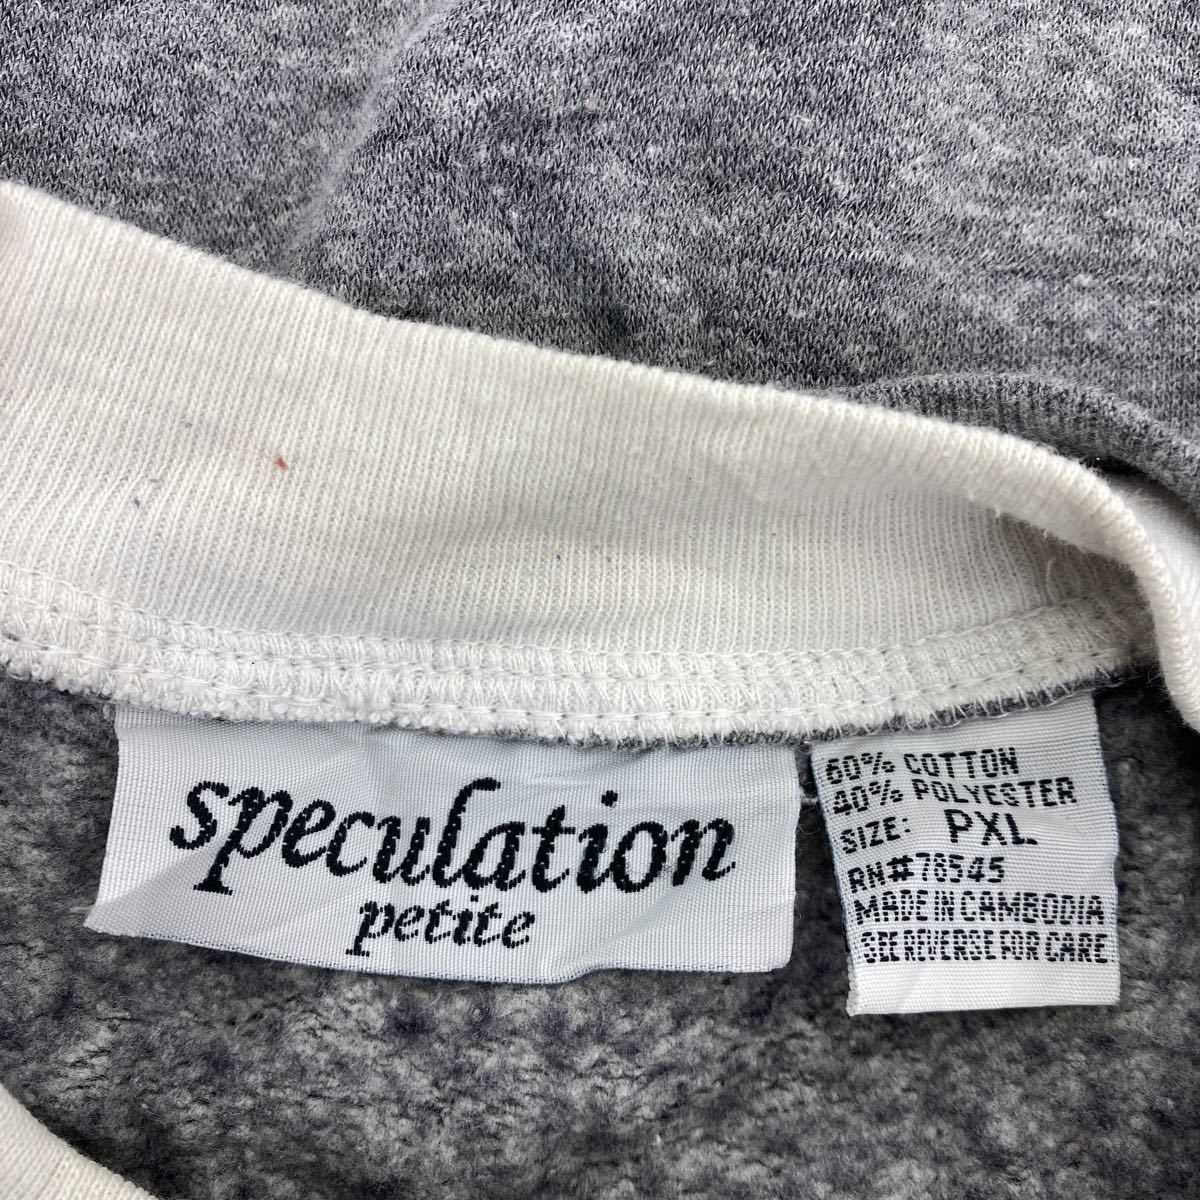 speculation
petite
60% COTTON
40% POLYESTER
SIZE: PXL
RN#78545
MADE IN CAMBODIA
SEE REVERSE FOR CARE